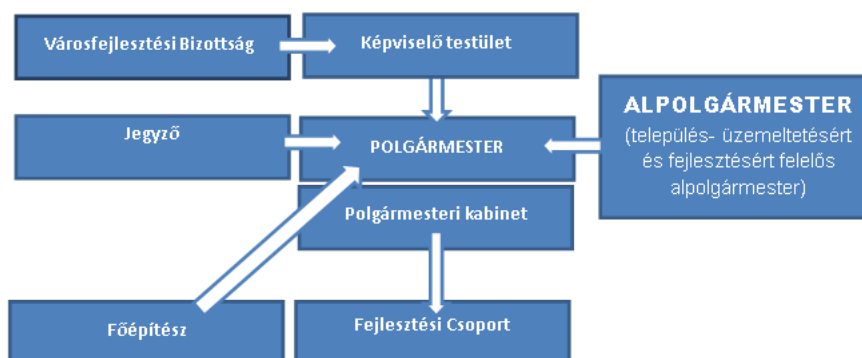 Városfejlesztési Bizottság
Képviselő testület
ALPOLGÁRMESTER
(település- üzemeltetésért
és fejlesztésért felelős
alpolgármester)
Jegyző
POLGÁRMESTER
Polgármesteri kabinet
Főépítész
Fejlesztési Csoport